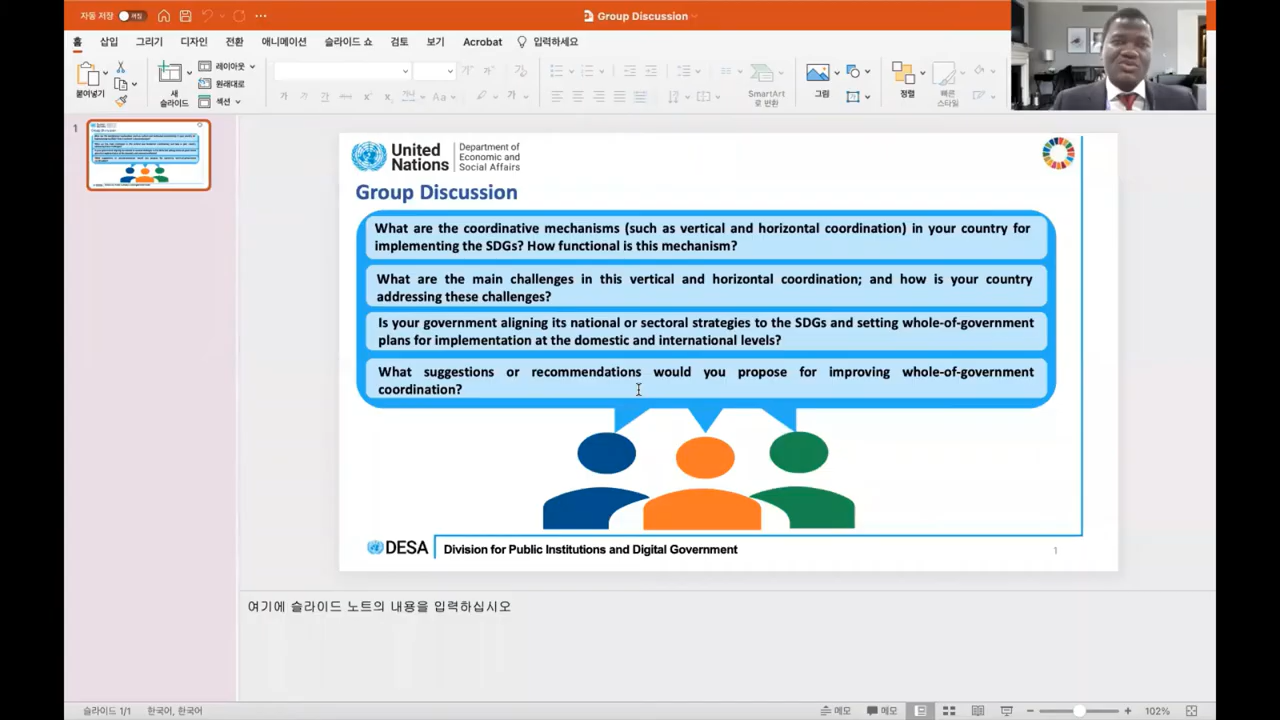 자동 저장
Group Discussion
홈 삽입 그리기 디자인 전환 애니메이션 슬라이드 쇼 검토 보기 Acrobat 입력하세요
붙여넣기
새
슬라이드
레이아웃
원래대로
섹션
가 가 가
Aa
SmartArt
로 변환
그림
정렬
빠른
스타일
1
United
Nations
Department of
Economic and
Social Affairs
Group Discussion
What are the coordinative mechanisms (such as vertical and horizontal coordination) in your country for
implementing the SDGs? How functional is this mechanism?
What are the main challenges in this vertical and horizontal coordination; and how is your country
addressing these challenges?
Is your government aligning its national or sectoral strategies to the SDGs and setting whole-of-government
plans for implementation at the domestic and international levels?
What suggestions or recommendations would you propose for improving whole-of-government
coordination?
DESA Division for Public Institutions and Digital Government
1
여기에 슬라이드 노트의 내용을 입력하십시오
슬라이드 1/1 한국어, 한국어 메모 메모 102%